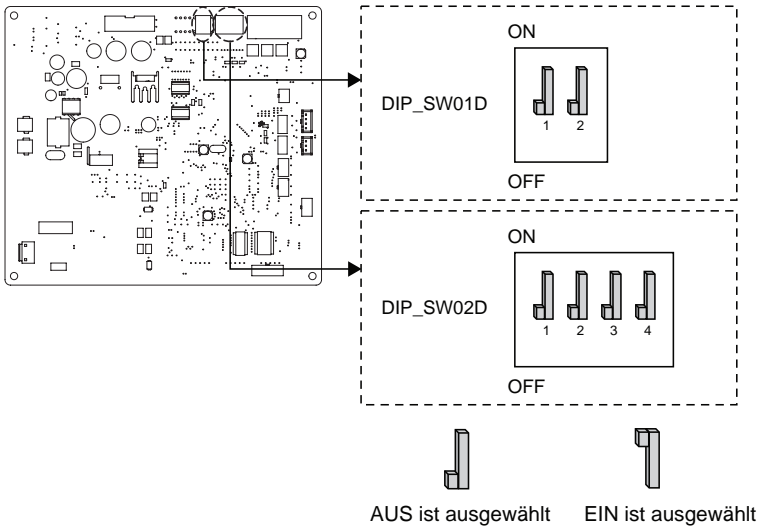 ON
DIP_SW01D
1 2
OFF
ON
DIP_SW02D
1 2 3 4
OFF
AUS ist ausgewählt
EIN ist ausgewählt